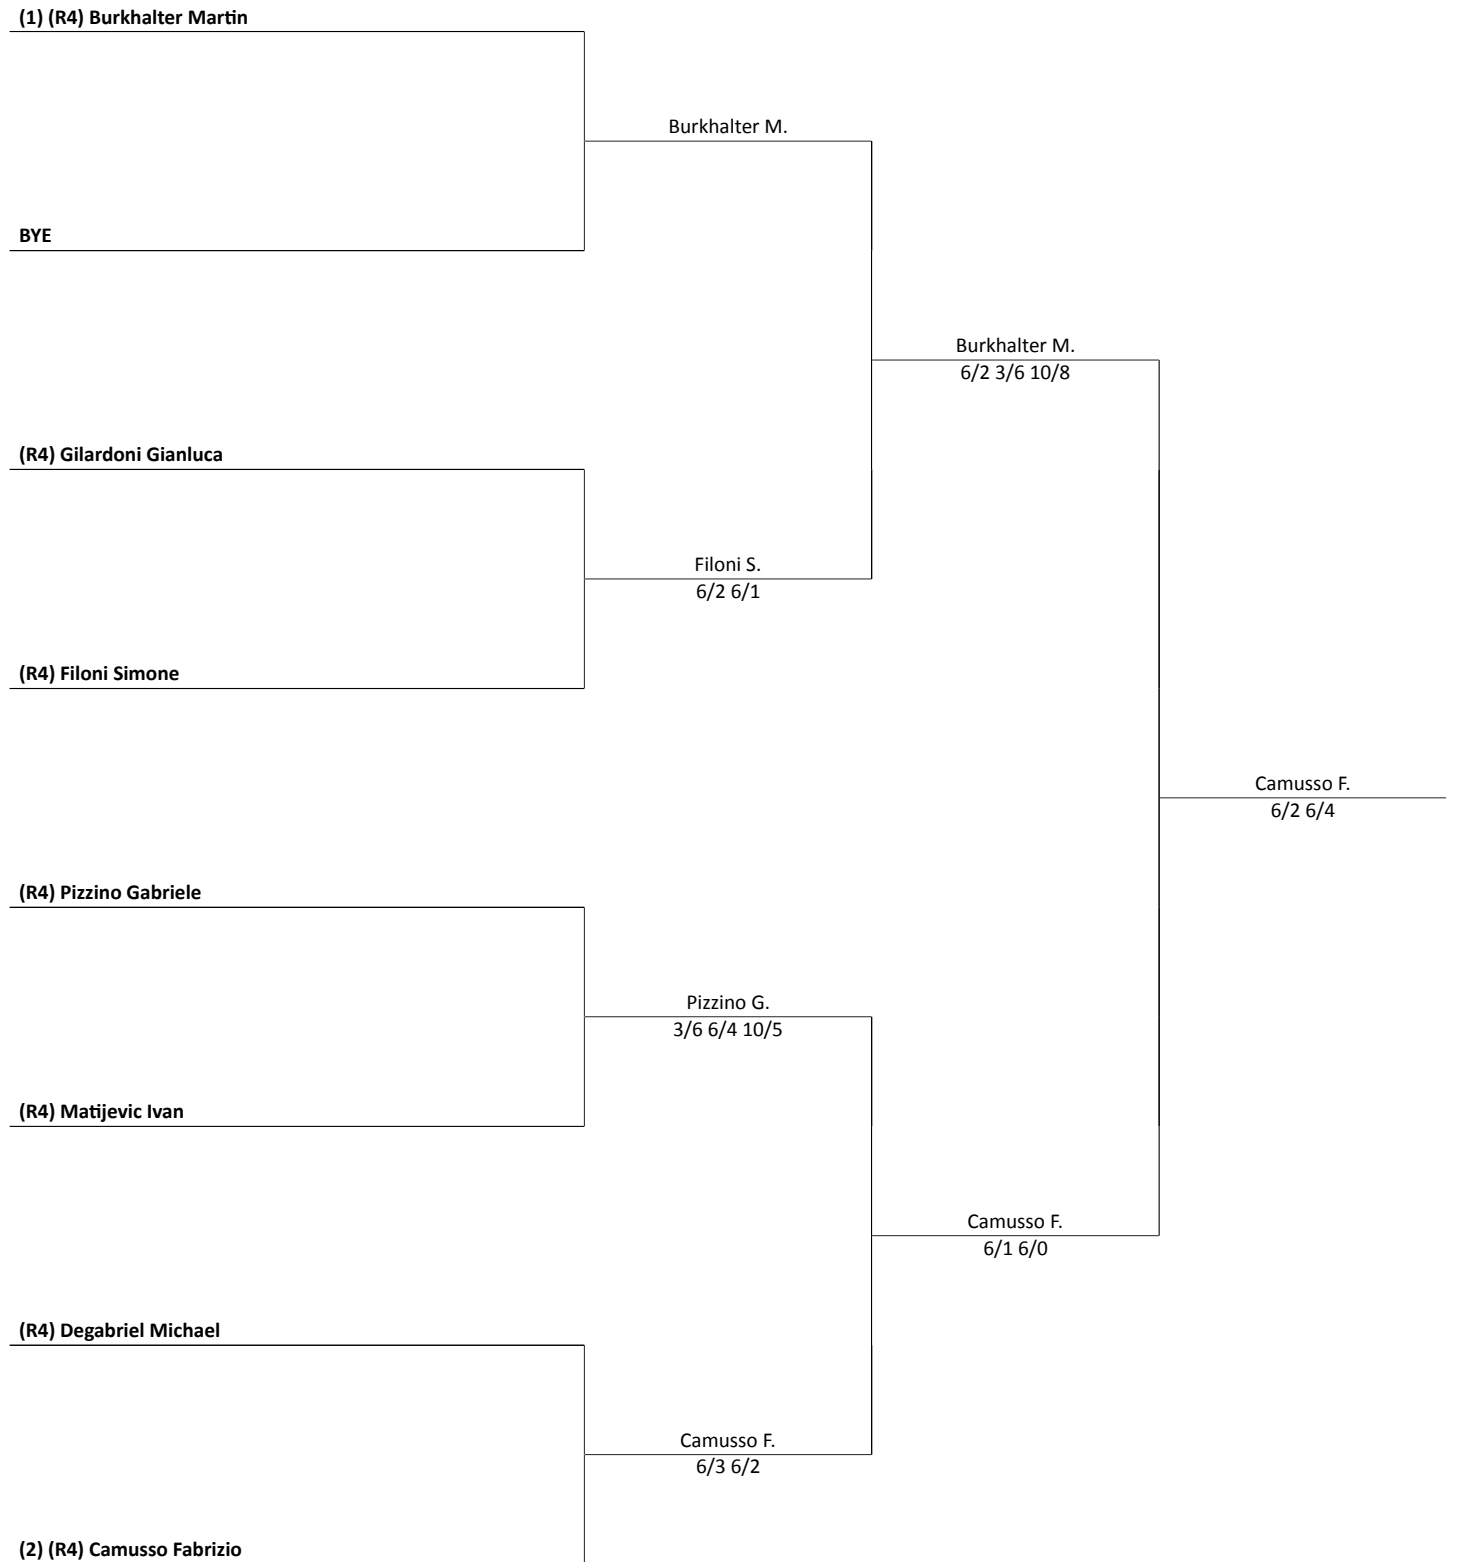 (1) (R4) Burkhalter Martin
Burkhalter M.
BYE
Burkhalter M.
6/2 3/6 10/8
(R4) Gilardoni Gianluca
Filoni S.
6/2 6/1
(R4) Filoni Simone
Camusso F.
6/2 6/4
(R4) Pizzino Gabriele
Pizzino G.
3/6 6/4 10/5
(R4) Matijevic Ivan
Camusso F.
6/1 6/0
(R4) Degabriel Michael
Camusso F.
6/3 6/2
(2) (R4) Camusso Fabrizio